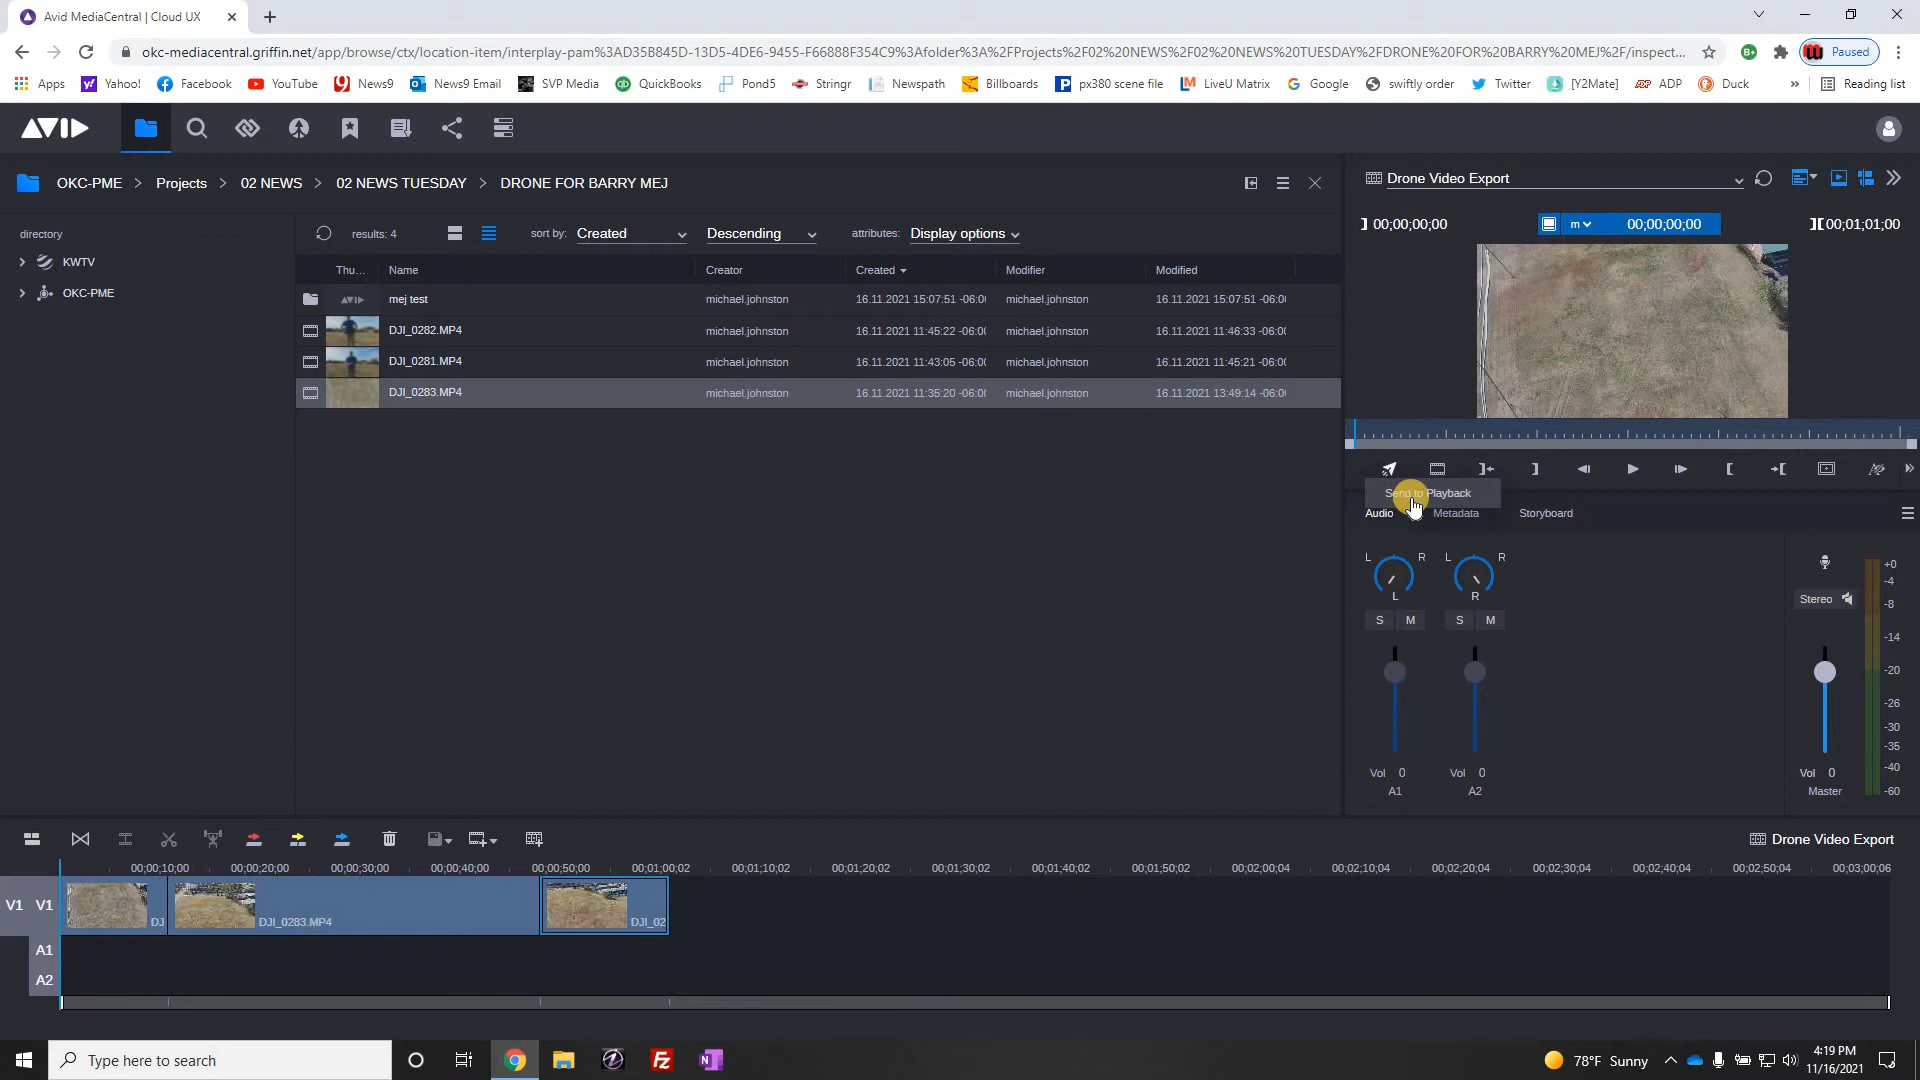 Avid MediaCentral | Cloud UX
okc-mediacentral.griffin.net/app/browse/ctx/location-item/interplay-pam%3AD35B845D-13D5-4DE6-9455-F66888F354C9%3Afolder%3A%2FProjects%2F02%20NEWS%2F02%20NEWS%20TUESDAY%2FDRONE%20FOR%20BARRY%20MEJ%2F/inspect...
Paused
Apps Yahoo! Facebook YouTube News9 News9 Email SVP Media QuickBooks Pond5 Stringr Newspath Billboards px380 scene file LiveU Matrix Google swiftly order Twitter [Y2Mate] ADP Duck » Reading list
AVID
OKC-PME > Projects > 02 NEWS > 02 NEWS TUESDAY > DRONE FOR BARRY MEJ
Drone Video Export
00;00;00;00 m 00;00;00;00 00;01;01;00
directory
results: 4 sort by: Created Descending attributes: Display options
KWTV
OKC-PME
Thu... Name Creator Created Modifier Modified
mej test michael.johnston 16.11.2021 15:07:51 -06:0( michael.johnston 16.11.2021 15:07:51 -06:0(
DJI_0282.MP4 michael.johnston 16.11.2021 11:45:22 -06:0( michael.johnston 16.11.2021 11:46:33 -06:0(
DJI_0281.MP4 michael.johnston 16.11.2021 11:43:05 -06:0( michael.johnston 16.11.2021 11:45:21 -06:0(
DJI_0283.MP4 michael.johnston 16.11.2021 11:35:20 -06:0( michael.johnston 16.11.2021 13:49:14 -06:0(
Send to Playback
Audio Metadata Storyboard
L R L R
L R
S M S M
Stereo
+0
-4
-8
-14
-20
-26
-30
-35
-40
-60
Vol 0 Vol 0 Vol 0
A1 A2 Master
Drone Video Export
00;00;10;00 00;00;20;00 00;00;30;00 00;00;40;00 00;00;50;00 00;01;00;02 00;01;10;02 00;01;20;02 00;01;30;02 00;01;40;02 00;01;50;02 00;02;00;04 00;02;10;04 00;02;20;04 00;02;30;04 00;02;40;04 00;02;50;04 00;03;00;06
V1 V1 DJ DJI_0283.MP4 DJI_02
A1
A2
Type here to search
78°F Sunny
4:19 PM
11/16/2021